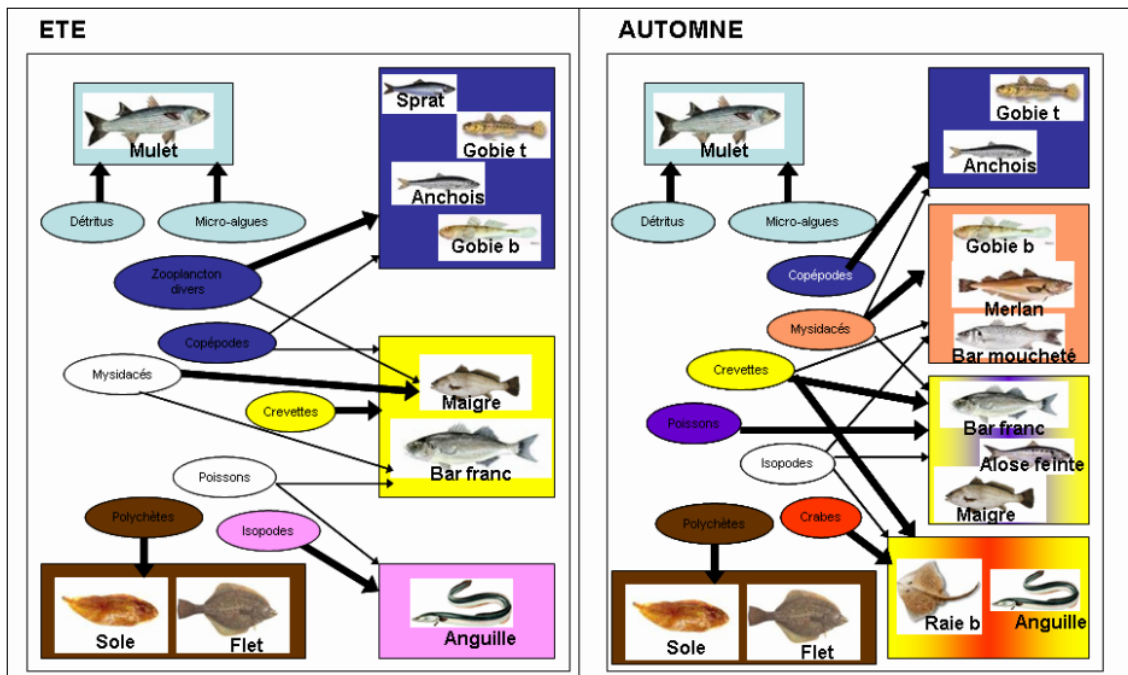 ETE
Sprat
Mulet
Gobie t
Anchois
Détritus
Micro-algues
Gobie b
Zooplancton
divers
Copépodes
Mysidacés
Maigre
Crevettes
Bar franc
Poissons
Polychètes
Isopodes
Sole
Flet
Anguille
AUTOMNE
Gobie t
Mulet
Anchois
Détritus
Micro-algues
Gobie b
Copépodes
Merlan
Mysidacés
Bar moucheté
Crevettes
Bar franc
Poissons
Alose feinte
Isopodes
Maigre
Polychètes
Crabes
Raie b
Anguille
Sole
Flet